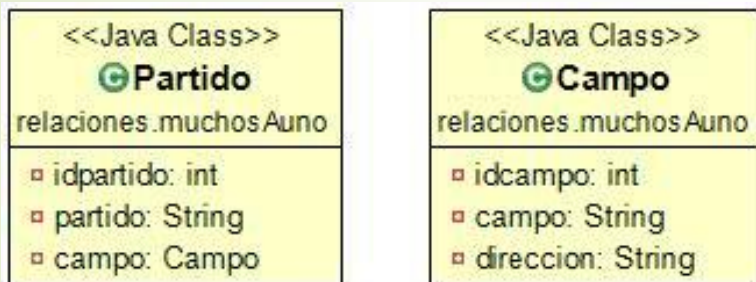 <<Java Class>>
Partido
relaciones.muchosAuno
idpartido: int
partido: String
campo: Campo
<<Java Class>>
Campo
relaciones.muchosAuno
idcampo: int
campo: String
direccion: String